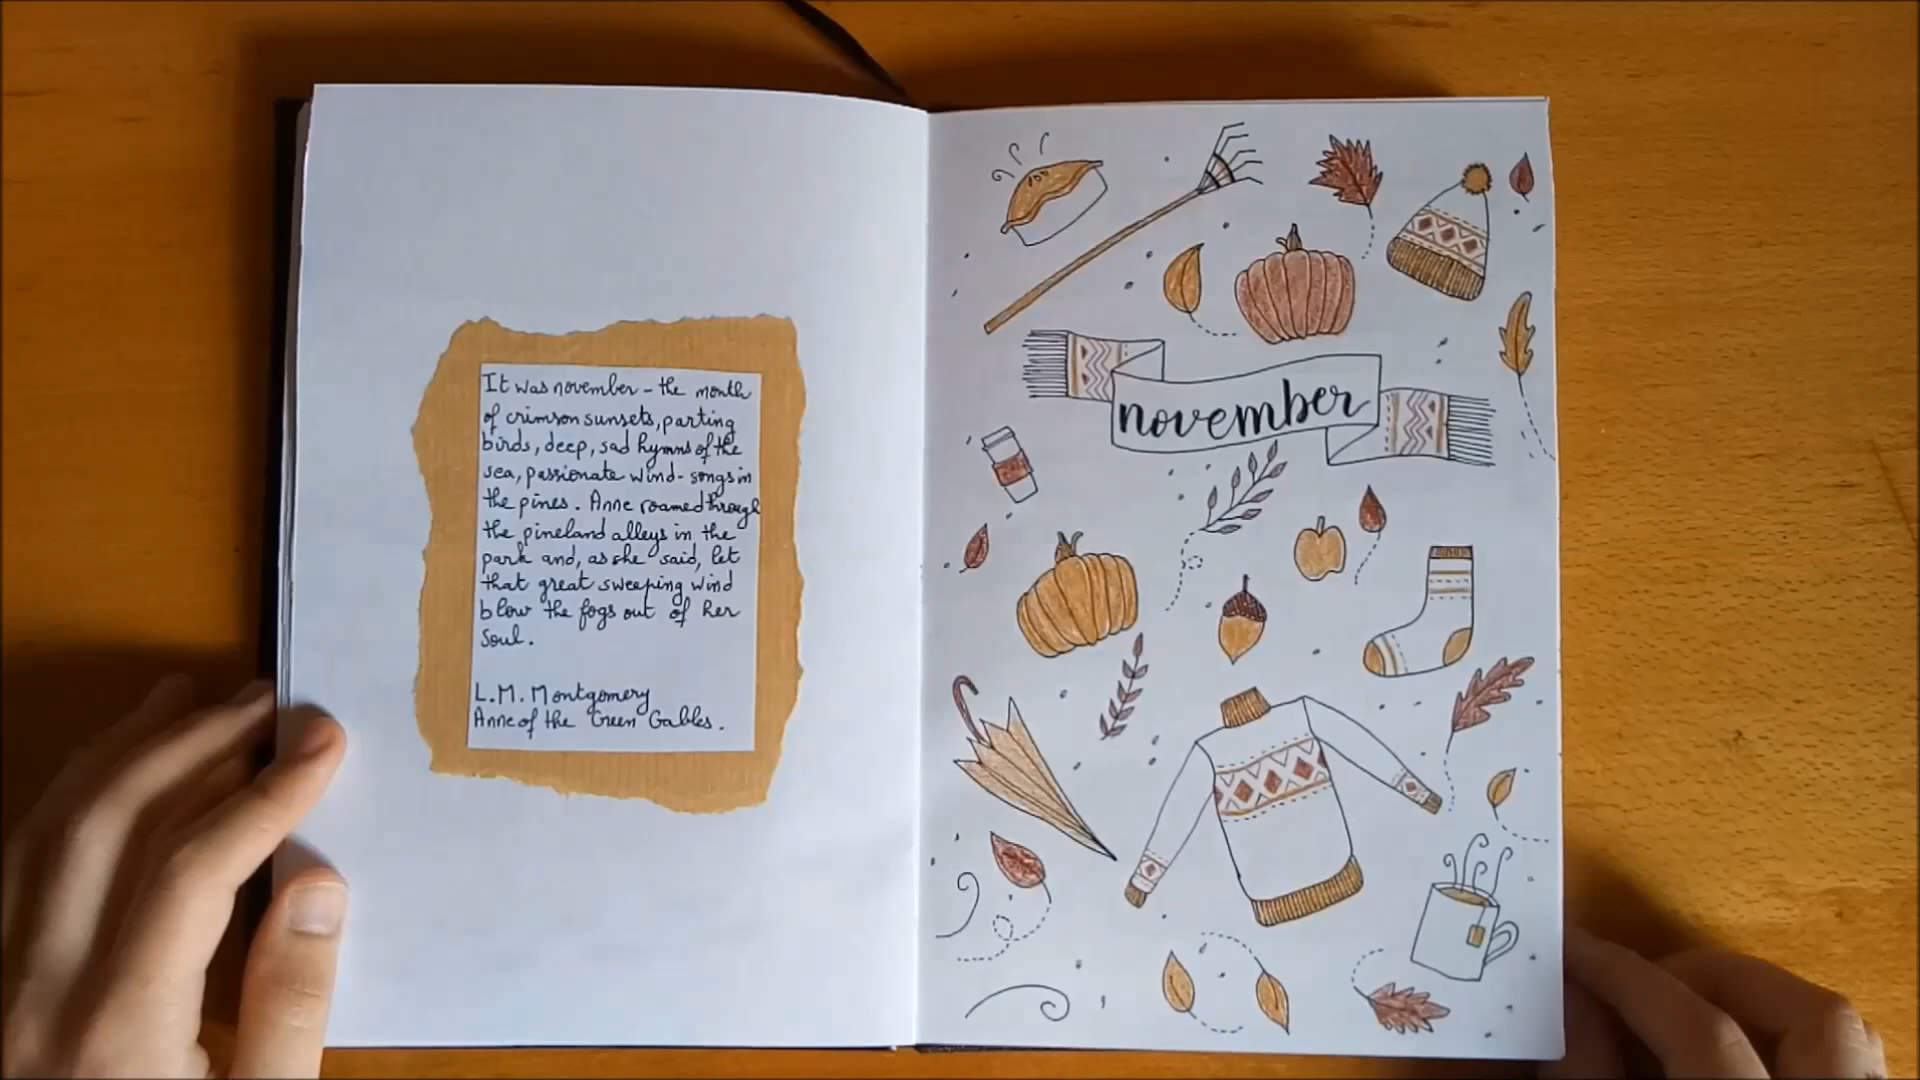 It was november - the month
of crimson sunsets, parting
birds, deep, sad hymns of the
sea, passionate wind-songs in
the pines. Anne roamed through
the pineland alleys in the
park and, as she said, let
that great sweeping wind
blow the fogs out of her
soul.
L.M. Montgomery
Anne of the Green Gables.
november